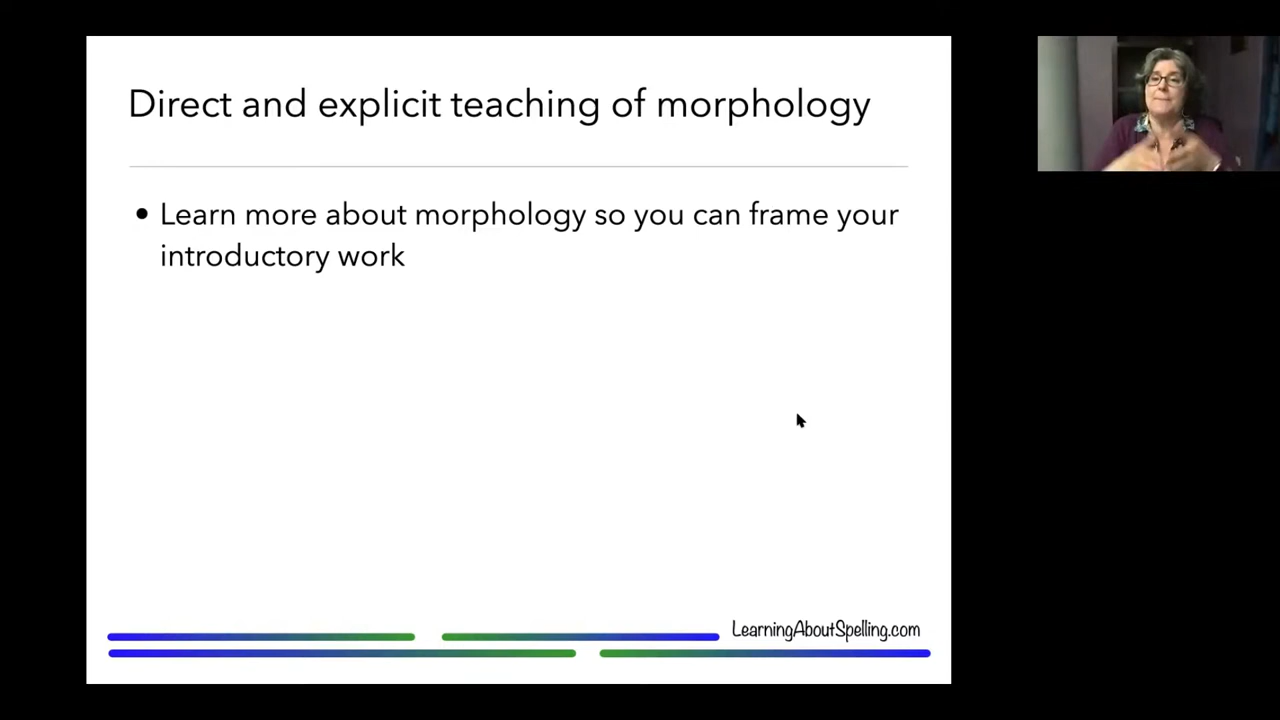 Direct and explicit teaching of morphology
• Learn more about morphology so you can frame your
introductory work
LearningAboutSpelling.com